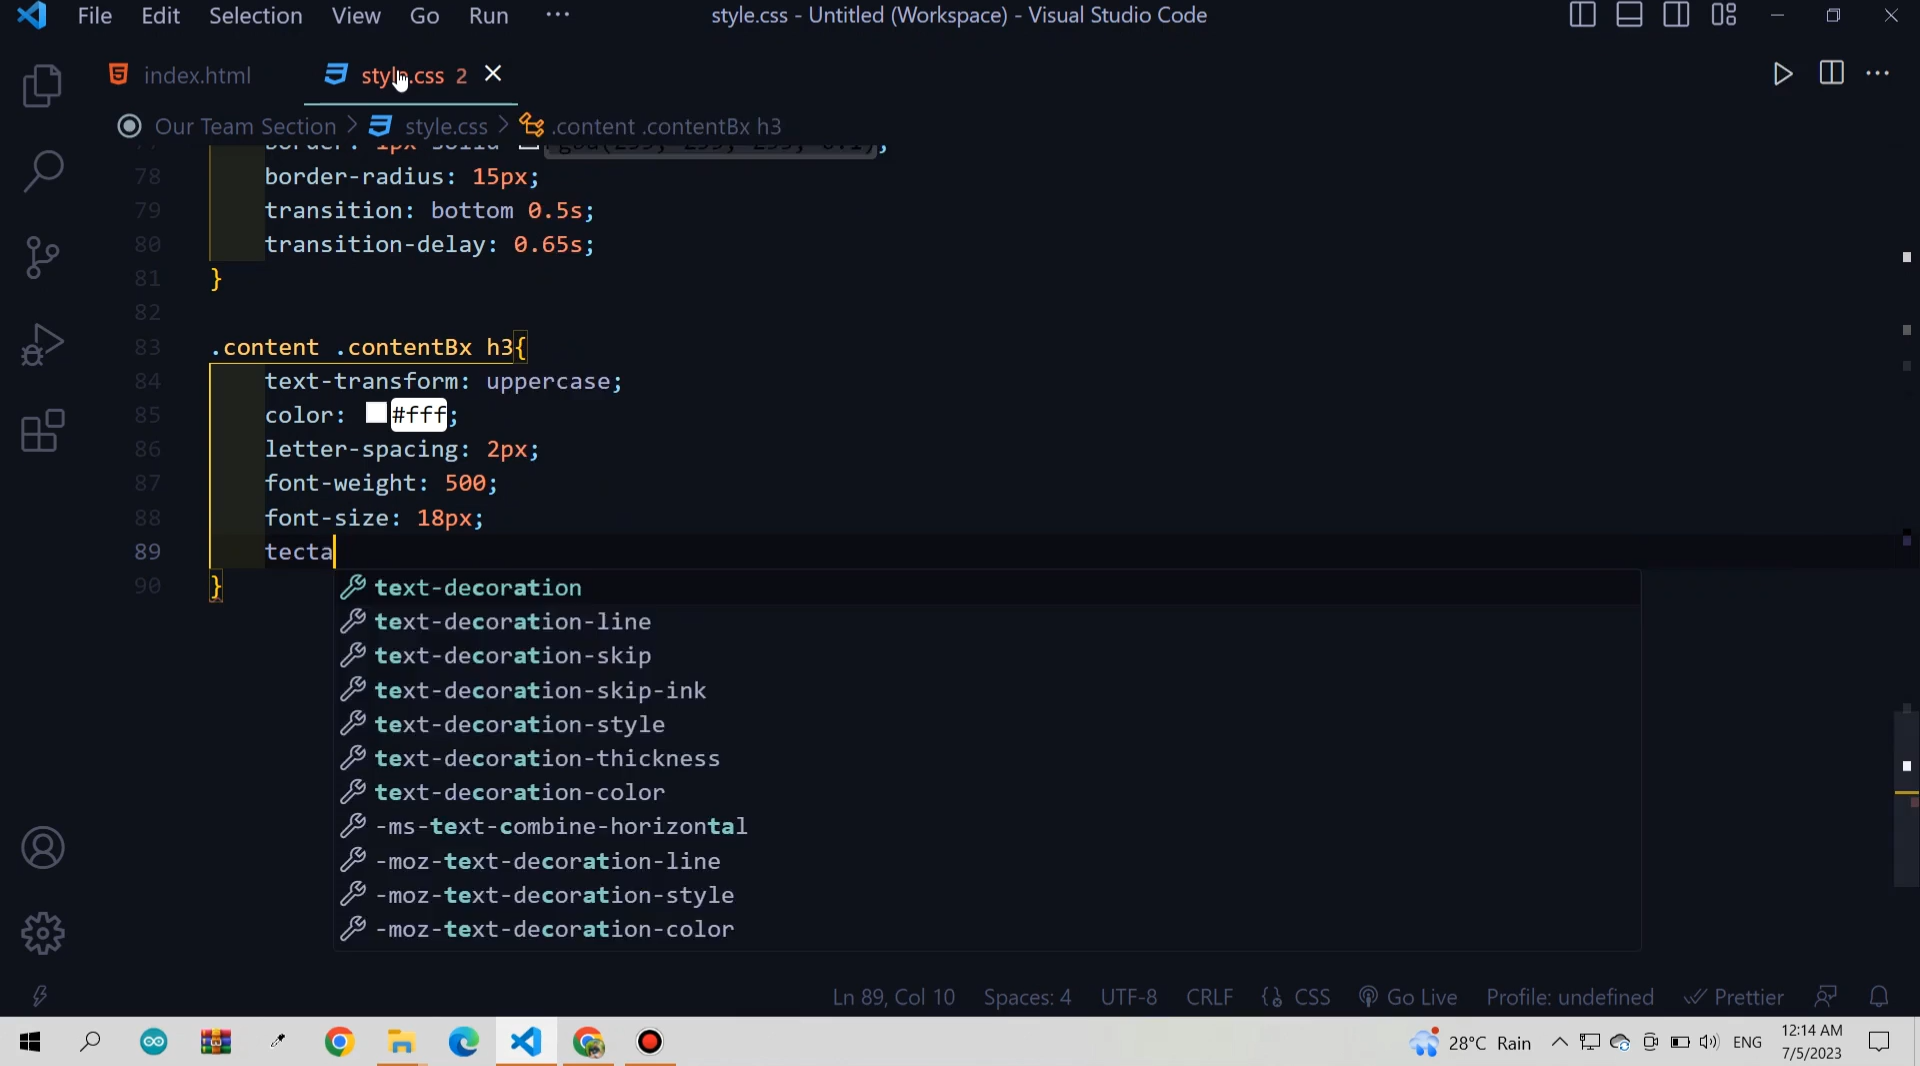 File Edit Selection View Go Run ··· style.css - Untitled (Workspace) - Visual Studio Code
index.html style.css 2
Our Team Section > style.css > .content .contentBx h3
78 border-radius: 15px;
79 transition: bottom 0.5s;
80 transition-delay: 0.65s;
81 }
82
83 .content .contentBx h3{
84 text-transform: uppercase;
85 color: #fff;
86 letter-spacing: 2px;
87 font-weight: 500;
88 font-size: 18px;
89 tecta
90 }
text-decoration
text-decoration-line
text-decoration-skip
text-decoration-skip-ink
text-decoration-style
text-decoration-thickness
text-decoration-color
-ms-text-combine-horizontal
-moz-text-decoration-line
-moz-text-decoration-style
-moz-text-decoration-color
Ln 89, Col 10 Spaces: 4 UTF-8 CRLF {} CSS Go Live Profile: undefined Prettier
28°C Rain ENG 12:14 AM
7/5/2023